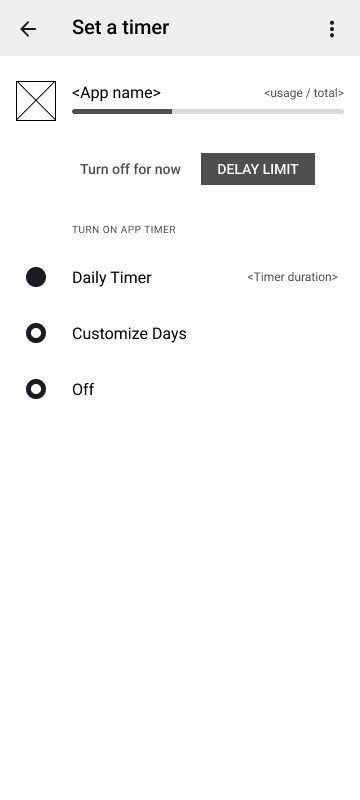 Set a timer
<App name> <usage / total>
Turn off for now DELAY LIMIT
TURN ON APP TIMER
Daily Timer <Timer duration>
Customize Days
Off